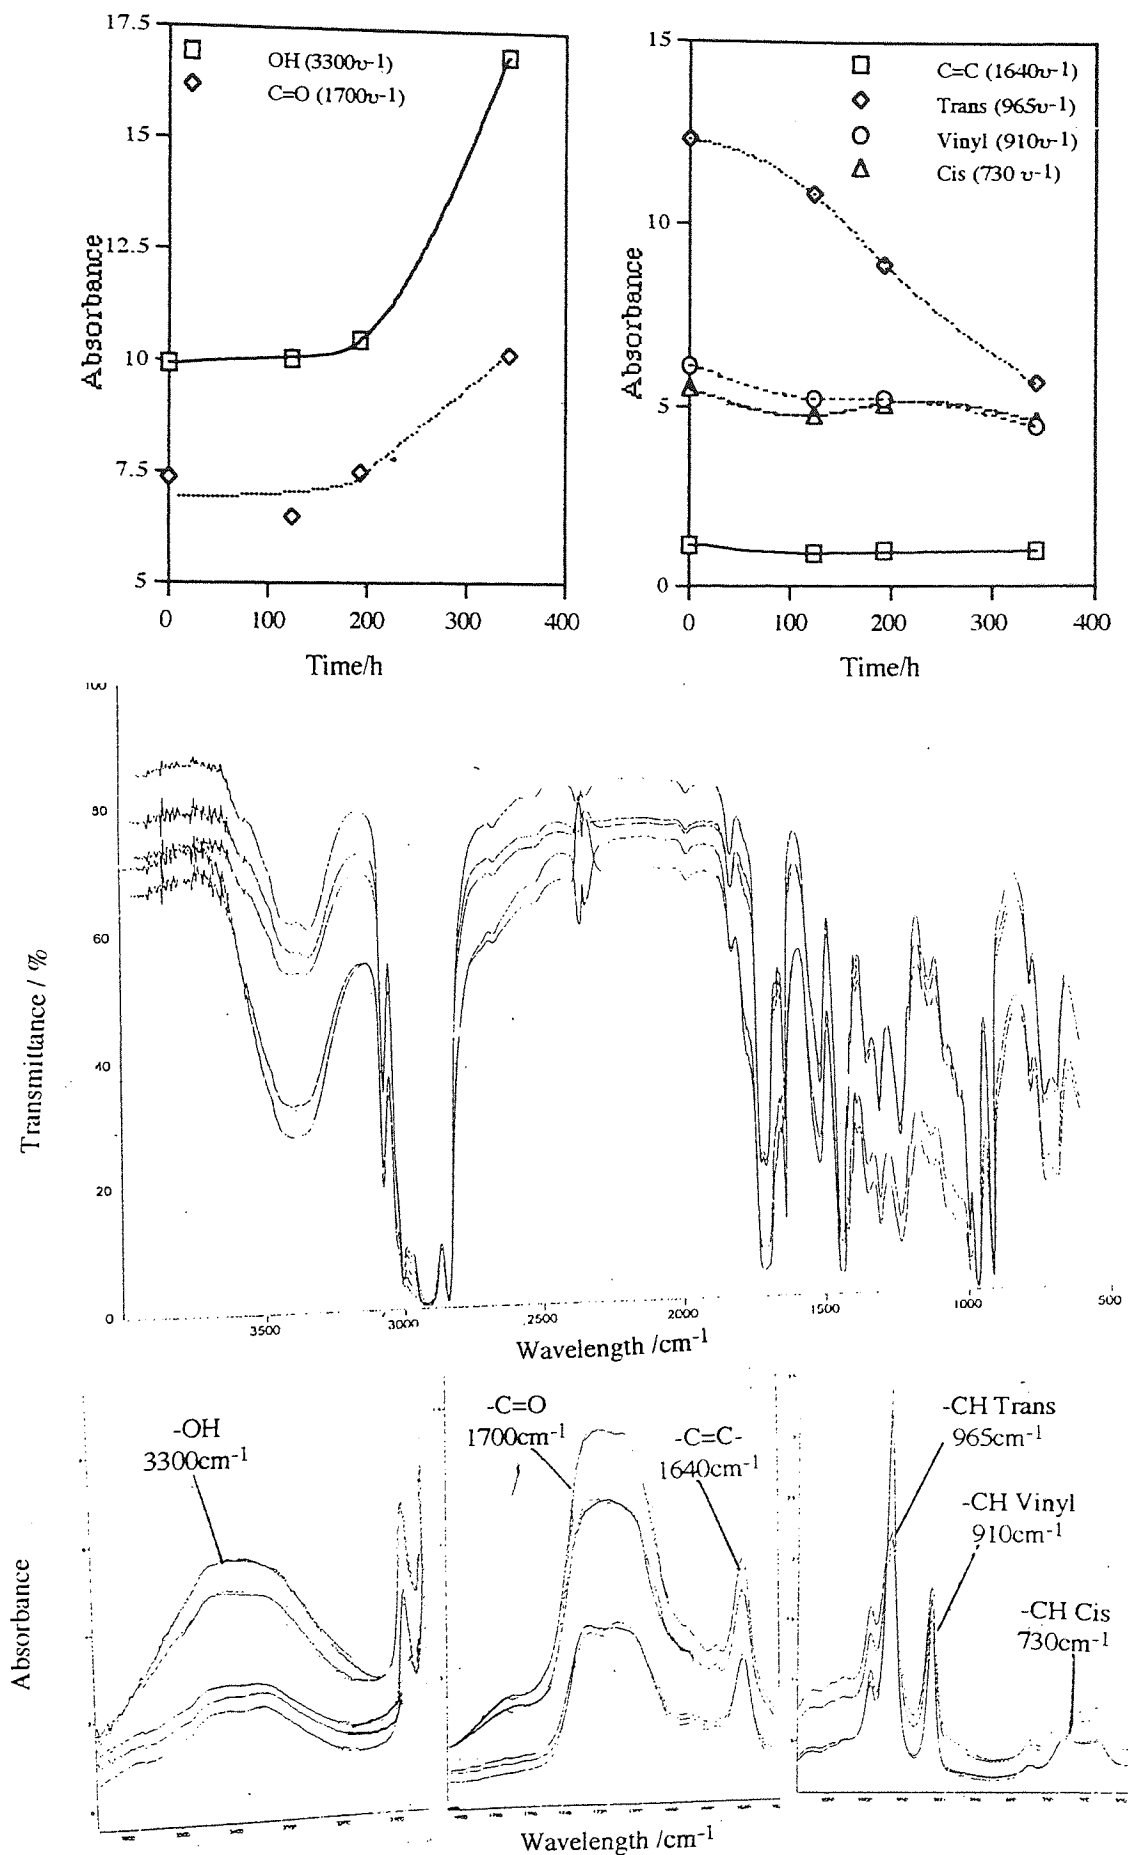 17.5
15
12.5
10
7.5
5
Absorbance
OH (3300υ-1)
C=O (1700υ-1)
0 100 200 300 400
Time/h
15
10
5
0
Absorbance
C=C (1640υ-1)
Trans (965υ-1)
Vinyl (910υ-1)
Cis (730 υ-1)
0 100 200 300 400
Time/h
100
80
60
40
20
0
Transmittance / %
3500 3000 2500 2000 1500 1000 500
Wavelength /cm-1
Absorbance
-OH
3300cm-1
-C=O
1700cm-1
-C=C-
1640cm-1
-CH Trans
965cm-1
-CH Vinyl
910cm-1
-CH Cis
730cm-1
Wavelength/cm-1